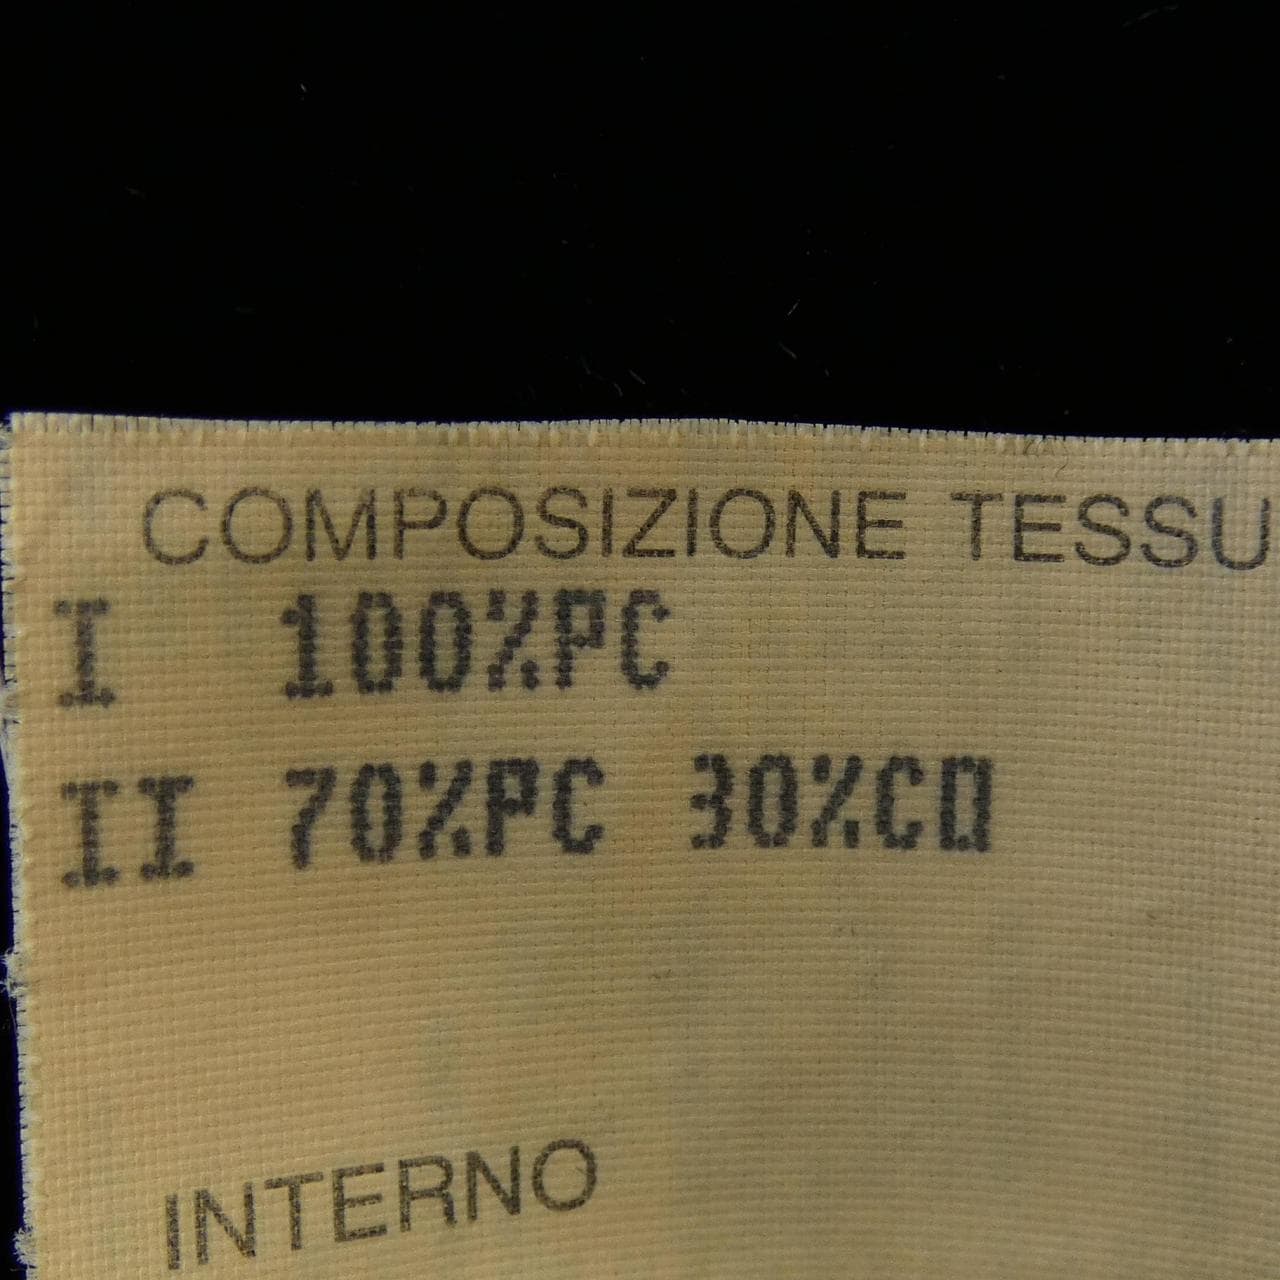 COMPOSIZIONE TESSU
I 100%PC
II 70%PC 30%CO
INTERNO